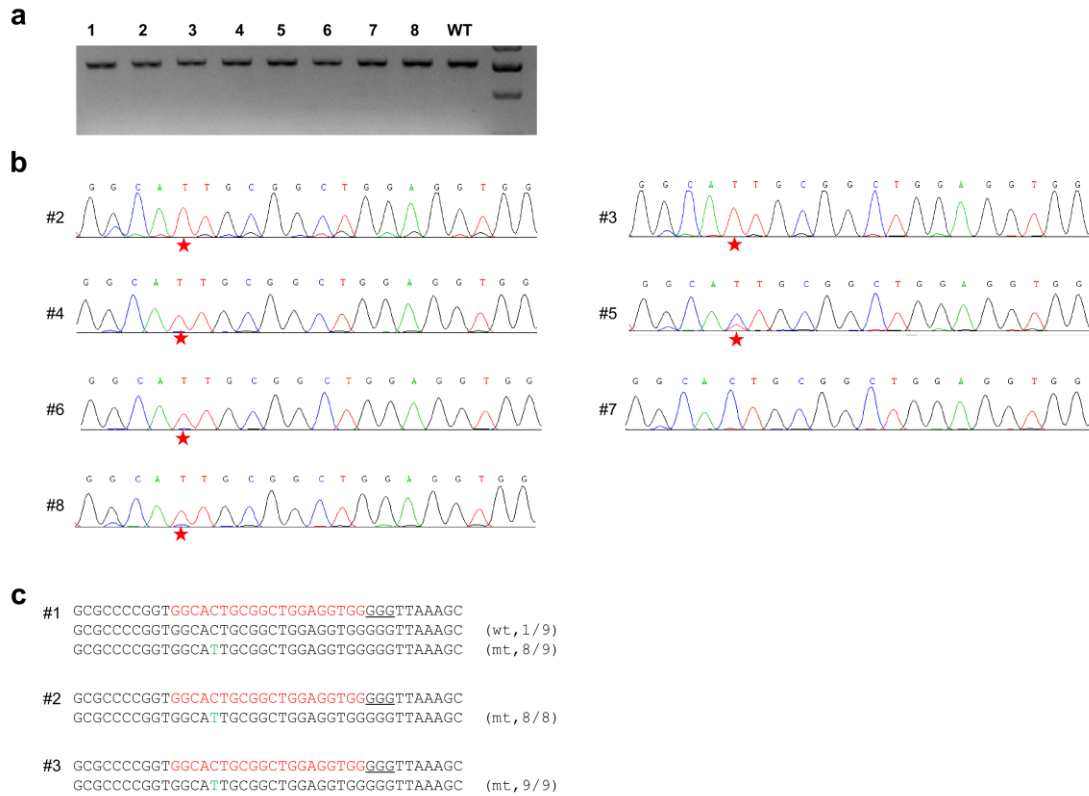 a
1 2 3 4 5 6 7 8 WT
b
#2 G G C A T T G C G G C T G G A G G T G G
#3 G G C A T T G C G G C T G G A G G T G G
#4 G G C A T T G C G G C T G G A G G T G G
#5 G G C A T T G C G G C T G G A G G T G G
#6 G G C A T T G C G G C T G G A G G T G G
#7 G G C A C T G C G G C T G G A G G T G G
#8 G G C A T T G C G G C T G G A G G T G G
c
#1 GCGCCCCGGTGGCACTGCGGCTGGAGGTGGGGGTTAAAGC
GCGCCCCGGTGGCACTGCGGCTGGAGGTGGGGGTTAAAGC (wt,1/9)
GCGCCCCGGTGGCATTGCGGCTGGAGGTGGGGGTTAAAGC (mt,8/9)
#2 GCGCCCCGGTGGCACTGCGGCTGGAGGTGGGGGTTAAAGC
GCGCCCCGGTGGCATTGCGGCTGGAGGTGGGGGTTAAAGC (mt,8/8)
#3 GCGCCCCGGTGGCACTGCGGCTGGAGGTGGGGGTTAAAGC
GCGCCCCGGTGGCATTGCGGCTGGAGGTGGGGGTTAAAGC (mt,9/9)